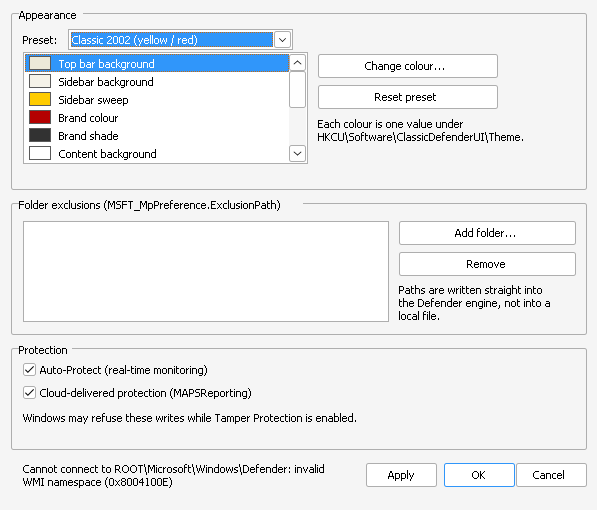 Appearance
Preset: Classic 2002 (yellow / red)
Top bar background
Sidebar background
Sidebar sweep
Brand colour
Brand shade
Content background
Change colour...
Reset preset
Each colour is one value under
HKCU\Software\ClassicDefenderUI\Theme.
Folder exclusions (MSFT_MpPreference.ExclusionPath)
Add folder...
Remove
Paths are written straight into
the Defender engine, not into a
local file.
Protection
Auto-Protect (real-time monitoring)
Cloud-delivered protection (MAPSReporting)
Windows may refuse these writes while Tamper Protection is enabled.
Cannot connect to ROOT\Microsoft\Windows\Defender: invalid
WMI namespace (0x8004100E)
Apply
OK
Cancel